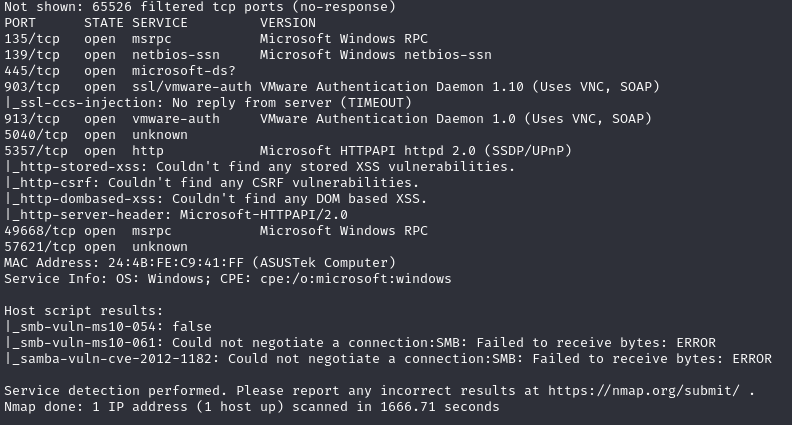 Not shown: 65526 filtered tcp ports (no-response)
PORT      STATE SERVICE         VERSION
135/tcp   open  msrpc           Microsoft Windows RPC
139/tcp   open  netbios-ssn     Microsoft Windows netbios-ssn
445/tcp   open  microsoft-ds?
903/tcp   open  ssl/vmware-auth VMware Authentication Daemon 1.10 (Uses VNC, SOAP)
|_ssl-ccs-injection: No reply from server (TIMEOUT)
913/tcp   open  vmware-auth     VMware Authentication Daemon 1.0 (Uses VNC, SOAP)
5040/tcp  open  unknown
5357/tcp  open  http            Microsoft HTTPAPI httpd 2.0 (SSDP/UPnP)
|_http-stored-xss: Couldn't find any stored XSS vulnerabilities.
|_http-csrf: Couldn't find any CSRF vulnerabilities.
|_http-dombased-xss: Couldn't find any DOM based XSS.
|_http-server-header: Microsoft-HTTPAPI/2.0
49668/tcp open  msrpc           Microsoft Windows RPC
57621/tcp open  unknown
MAC Address: 24:4B:FE:C9:41:FF (ASUSTek Computer)
Service Info: OS: Windows; CPE: cpe:/o:microsoft:windows

Host script results:
|_smb-vuln-ms10-054: false
|_smb-vuln-ms10-061: Could not negotiate a connection:SMB: Failed to receive bytes: ERROR
|_samba-vuln-cve-2012-1182: Could not negotiate a connection:SMB: Failed to receive bytes: ERROR

Service detection performed. Please report any incorrect results at https://nmap.org/submit/ .
Nmap done: 1 IP address (1 host up) scanned in 1666.71 seconds